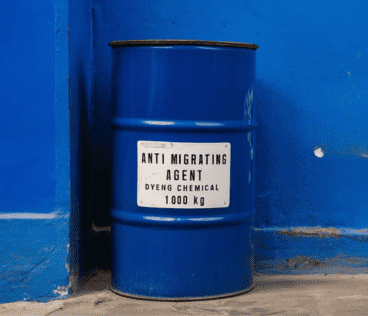 ANTI MIGRATING
AGENT
DYENG CHEMICAL
1000 kg